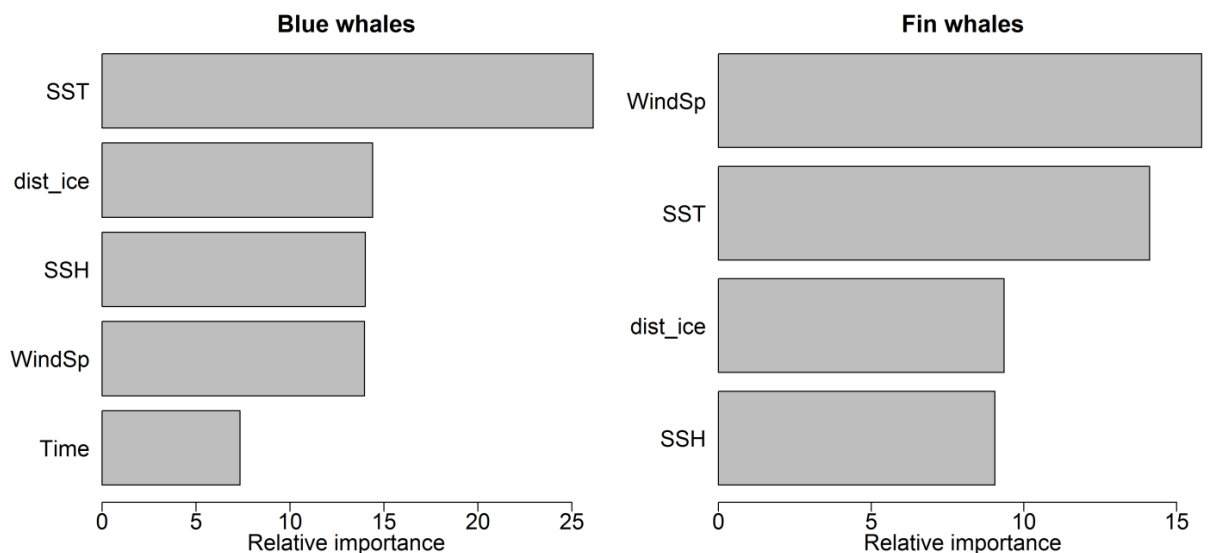 Blue whales
SST
dist_ice
SSH
WindSp
Time
0 5 10 15 20 25
Relative importance
Fin whales
WindSp
SST
dist_ice
SSH
0 5 10 15
Relative importance